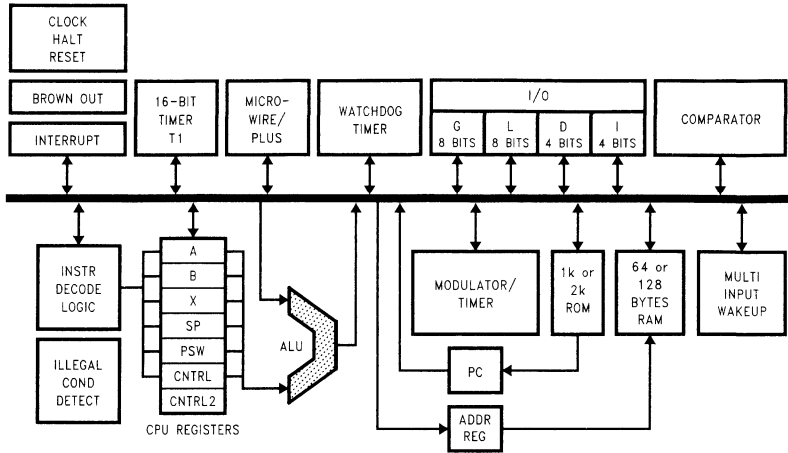 CLOCK
HALT
RESET
BROWN OUT
INTERRUPT
16-BIT
TIMER
T1
MICRO-
WIRE/
PLUS
WATCHDOG
TIMER
I/O
G
8 BITS
L
8 BITS
D
4 BITS
I
4 BITS
COMPARATOR
INSTR
DECODE
LOGIC
ILLEGAL
COND
DETECT
A
B
X
SP
PSW
CNTRL
CNTRL2
CPU REGISTERS
ALU
MODULATOR/
TIMER
1k or
2k
ROM
64 or
128
BYTES
RAM
MULTI
INPUT
WAKEUP
PC
ADDR
REG